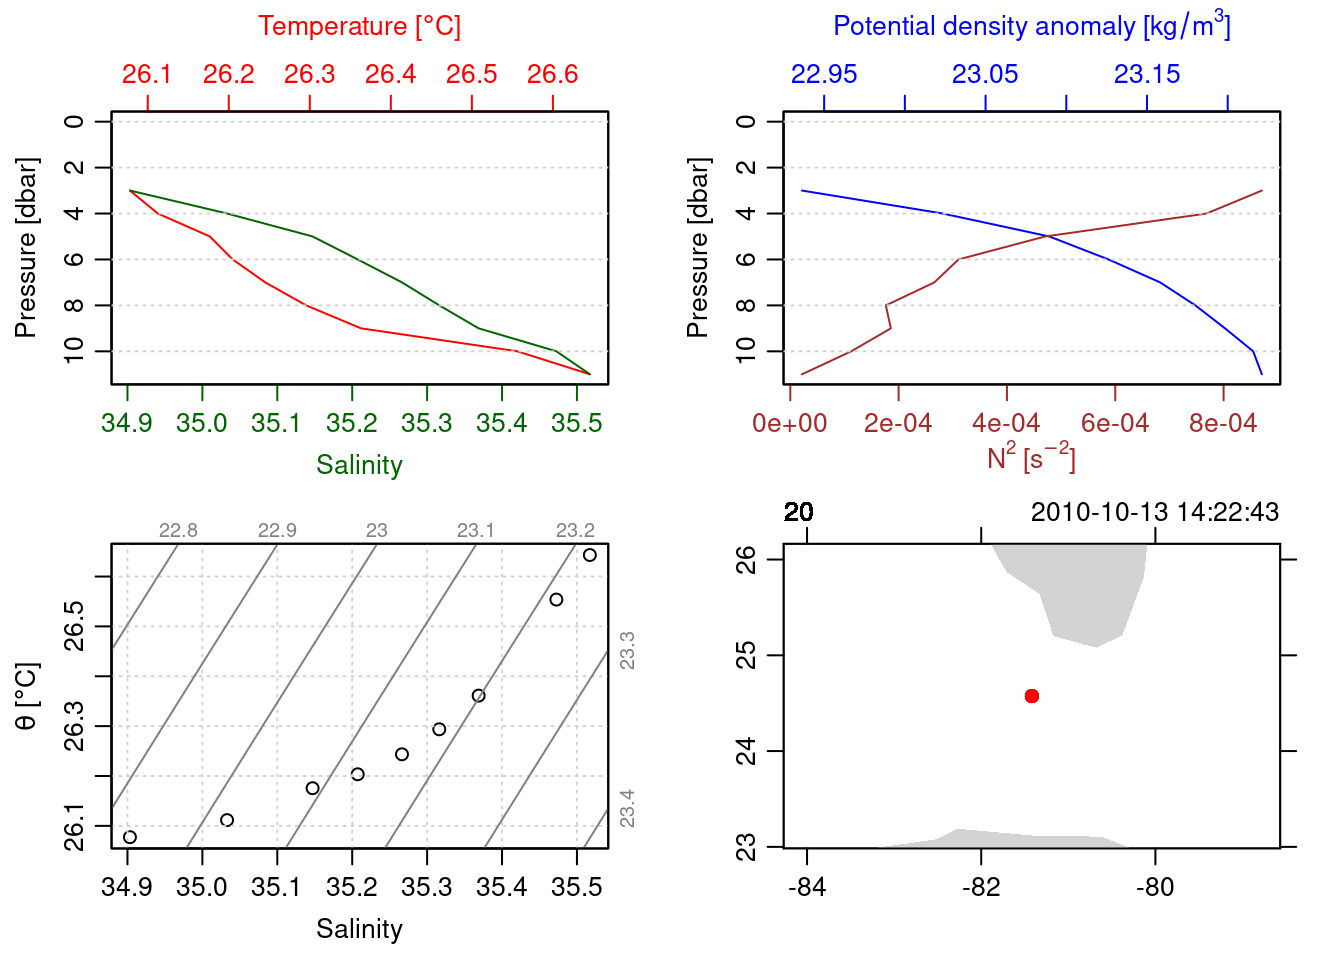 Temperature [°C]
26.1 26.2 26.3 26.4 26.5 26.6
0
2
4
6
8
10
Pressure [dbar]
34.9 35.0 35.1 35.2 35.3 35.4 35.5
Salinity
Potential density anomaly [kg/m³]
22.95 23.05 23.15
0
2
4
6
8
10
Pressure [dbar]
0e+00 2e-04 4e-04 6e-04 8e-04
N² [s⁻²]
22.8 22.9 23 23.1 23.2
23.3
23.4
26.5
26.3
26.1
θ [°C]
34.9 35.0 35.1 35.2 35.3 35.4 35.5
Salinity
20 2010-10-13 14:22:43
26
25
24
23
-84 -82 -80